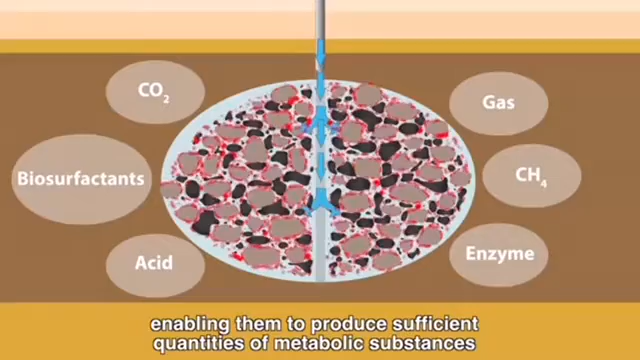 CO₂
Gas
Biosurfactants
CH₄
Acid
Enzyme
enabling them to produce sufficient
quantities of metabolic substances